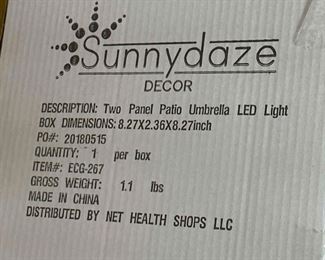 Sunnydaze
DECOR
DESCRIPTION: Two Panel Patio Umbrella LED Light
BOX DIMENSIONS: 8.27X2.36X8.27inch
PO#: 20180515
QUANTITY: 1 per box
ITEM#: ECG-267
GROSS WEIGHT: 1.1 lbs
MADE IN CHINA
DISTRIBUTED BY NET HEALTH SHOPS LLC